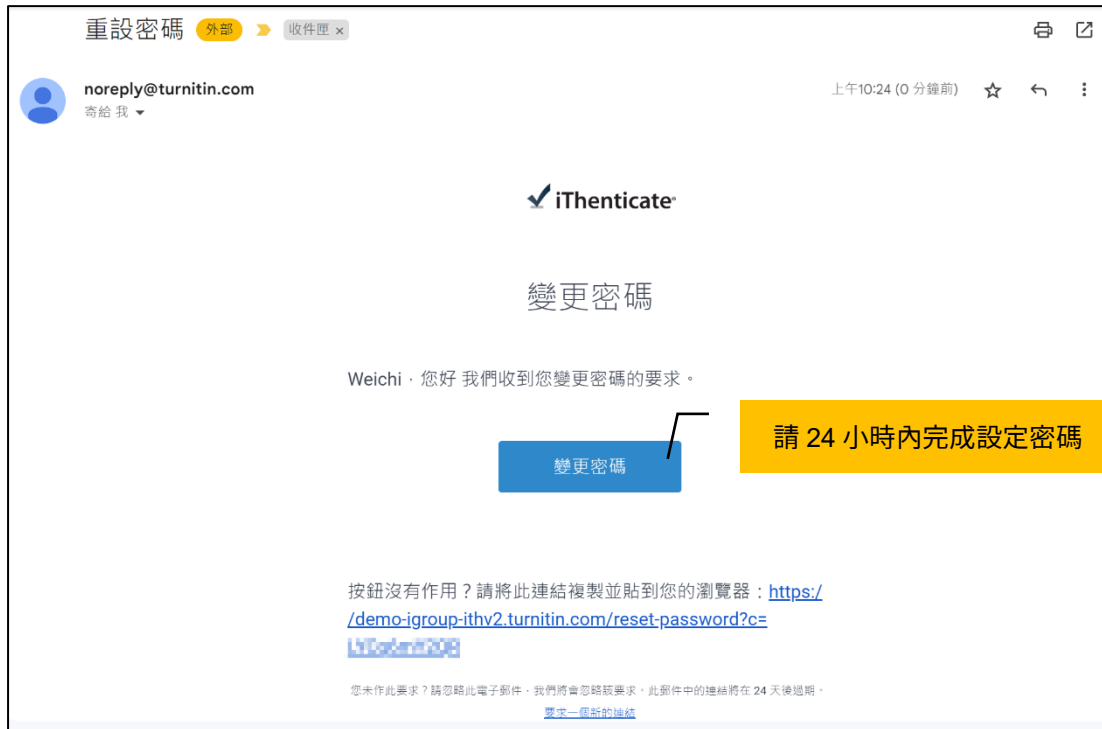 重設密碼 外部 收件匣 x
noreply@turnitin.com
上午10:24 (0 分鐘前)
寄給 我
iThenticate
變更密碼
Weichi，您好 我們收到您變更密碼的要求。
請 24 小時內完成設定密碼
變更密碼
按鈕沒有作用？請將此連結複製並貼到您的瀏覽器：https:/
/demo-igroup-ithv2.turnitin.com/reset-password?c=
您未作此要求？請忽略此電子郵件，我們將會忽略該要求。此郵件中的連結將在 24 天後過期。
要求一個新的連結